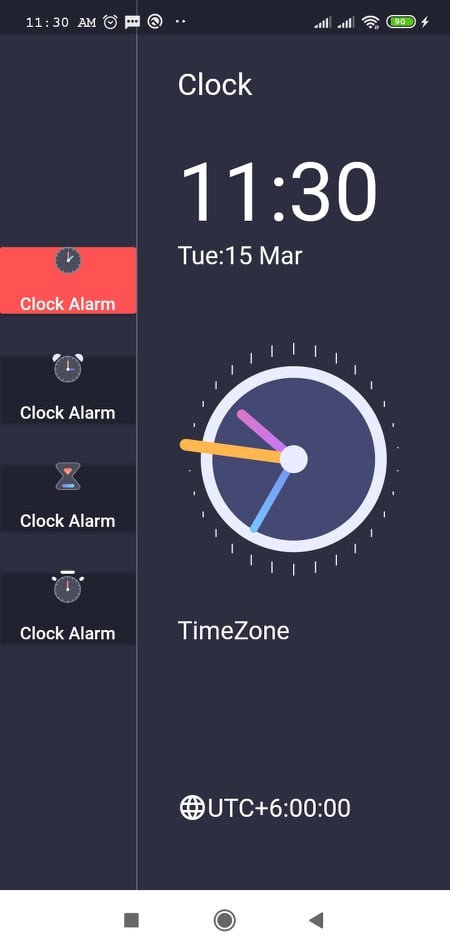 11:30 AM
90
Clock
11:30
Tue:15 Mar
Clock Alarm
Clock Alarm
Clock Alarm
Clock Alarm
TimeZone
UTC+6:00:00